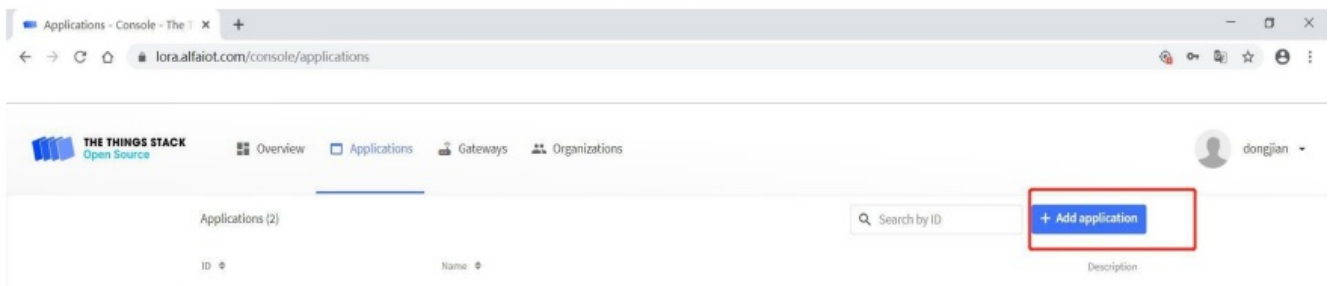 Applications - Console - The T
lora.alfaiot.com/console/applications
THE THINGS STACK
Open Source
Overview Applications Gateways Organizations
dongjian
Applications (2)
Search by ID
+ Add application
ID Name Description